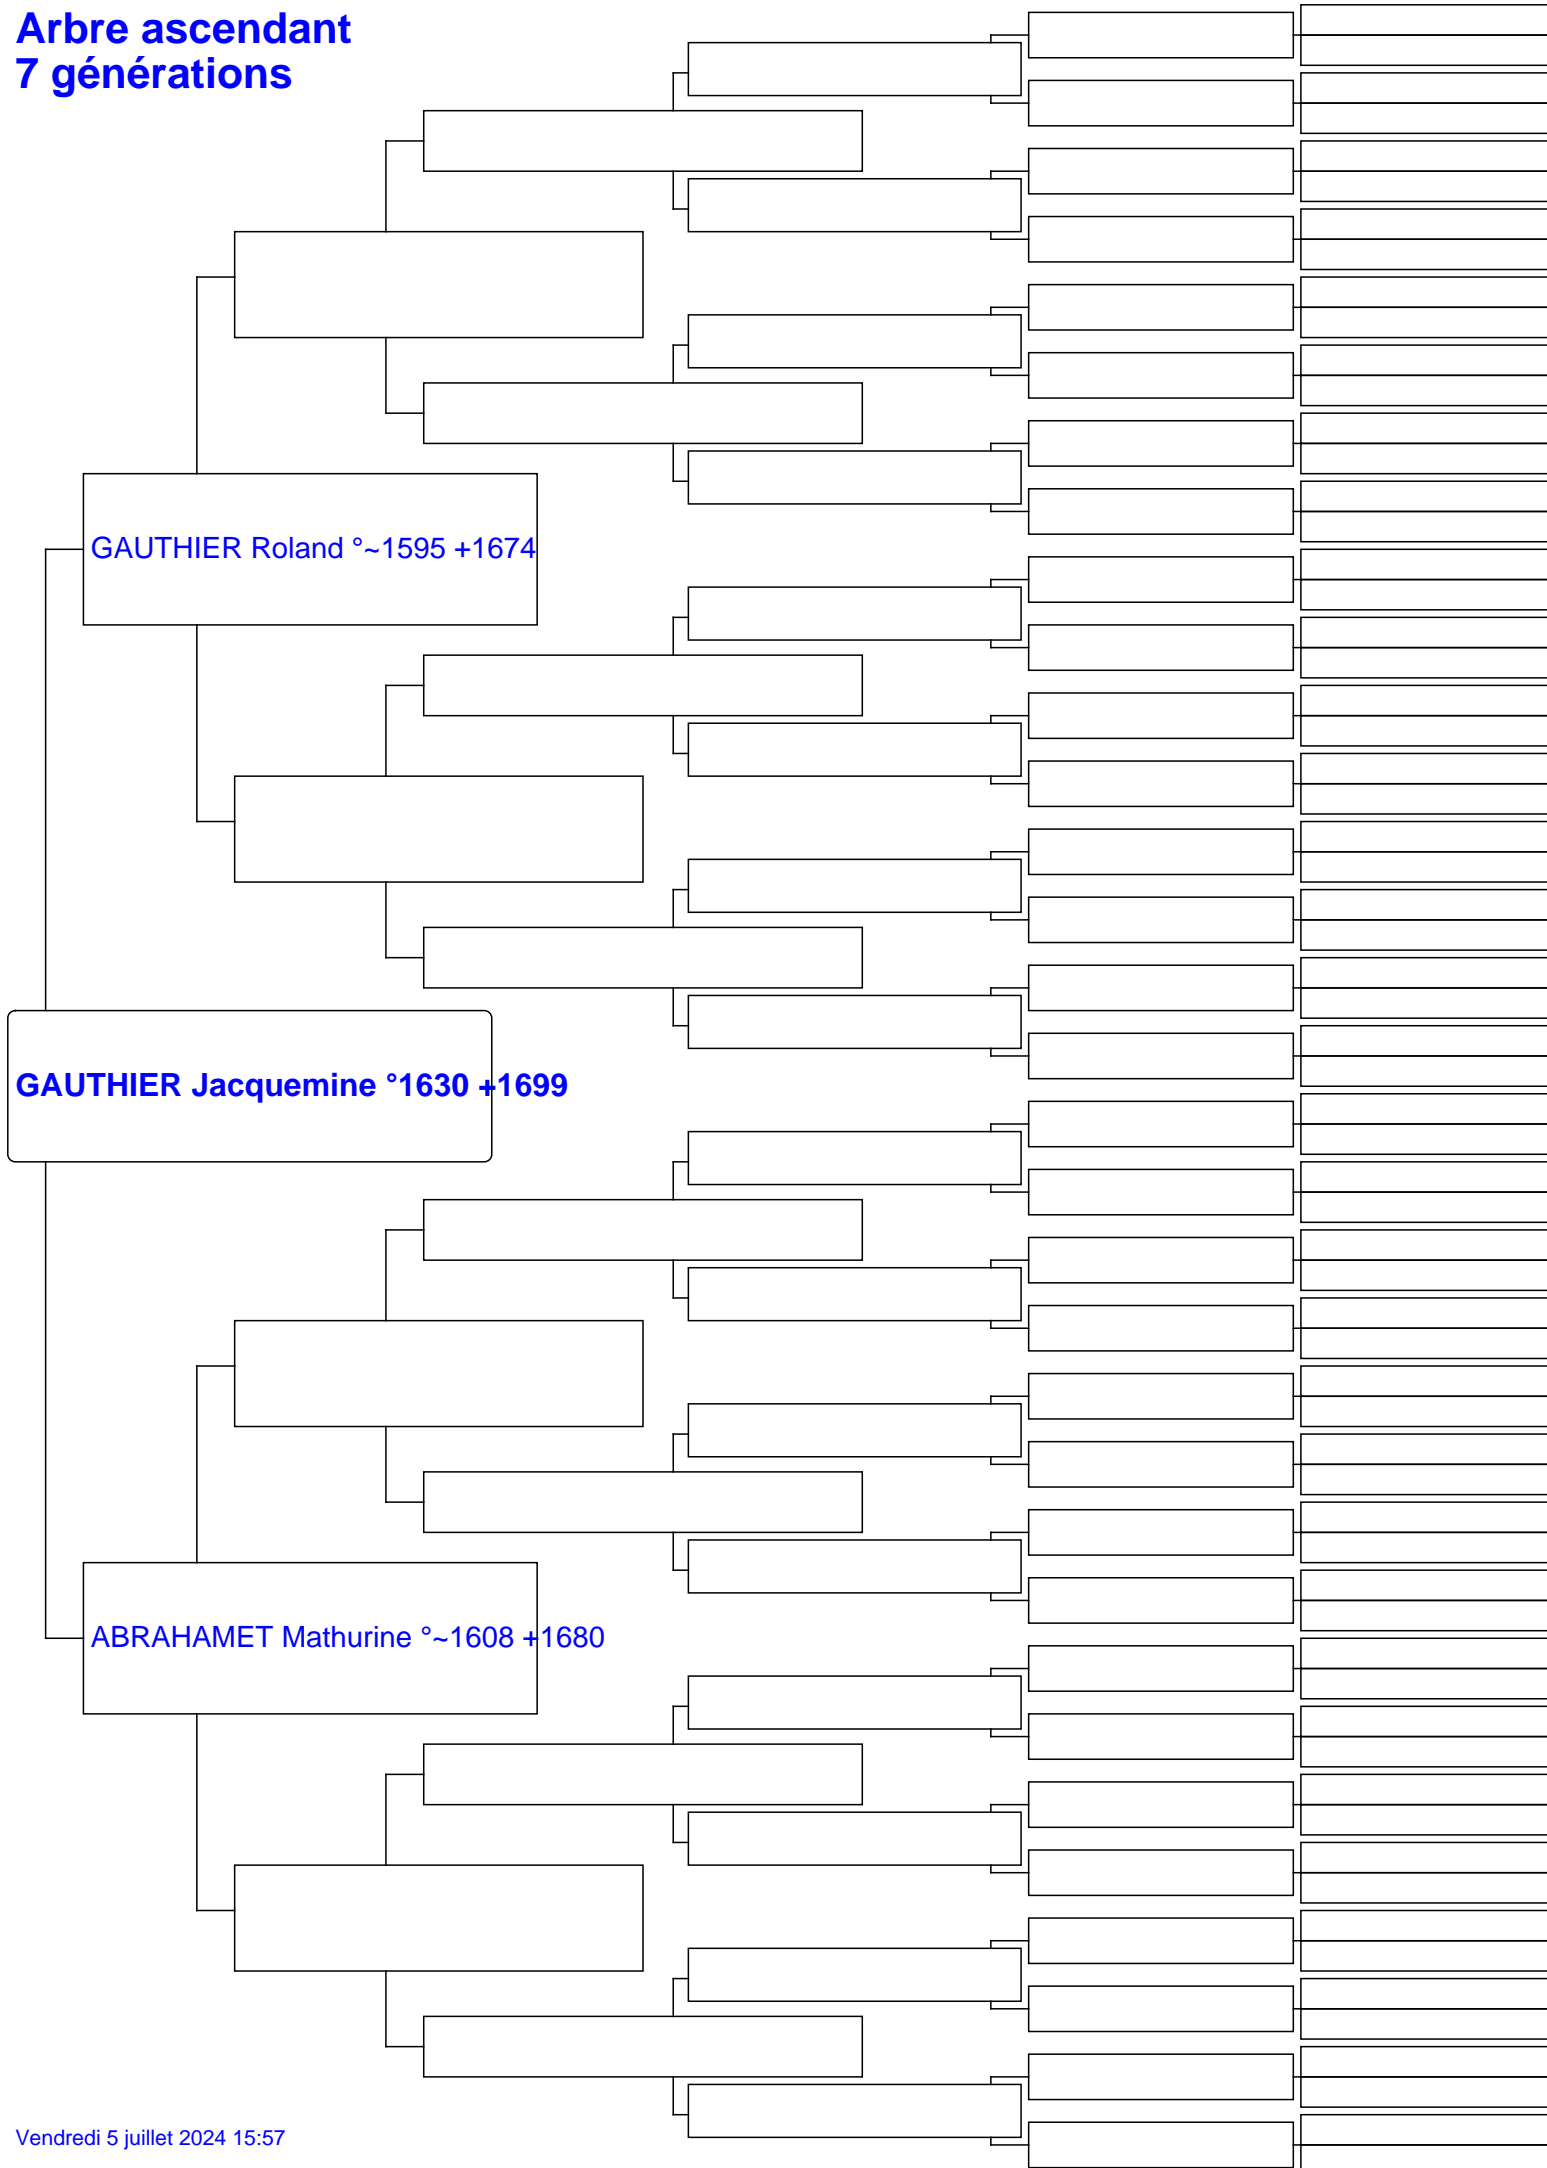 Arbre ascendant
7 générations
GAUTHIER Roland °~1595 +1674
GAUTHIER Jacquemine °1630 +1699
ABRAHAMET Mathurine °~1608 +1680
Vendredi 5 juillet 2024 15:57